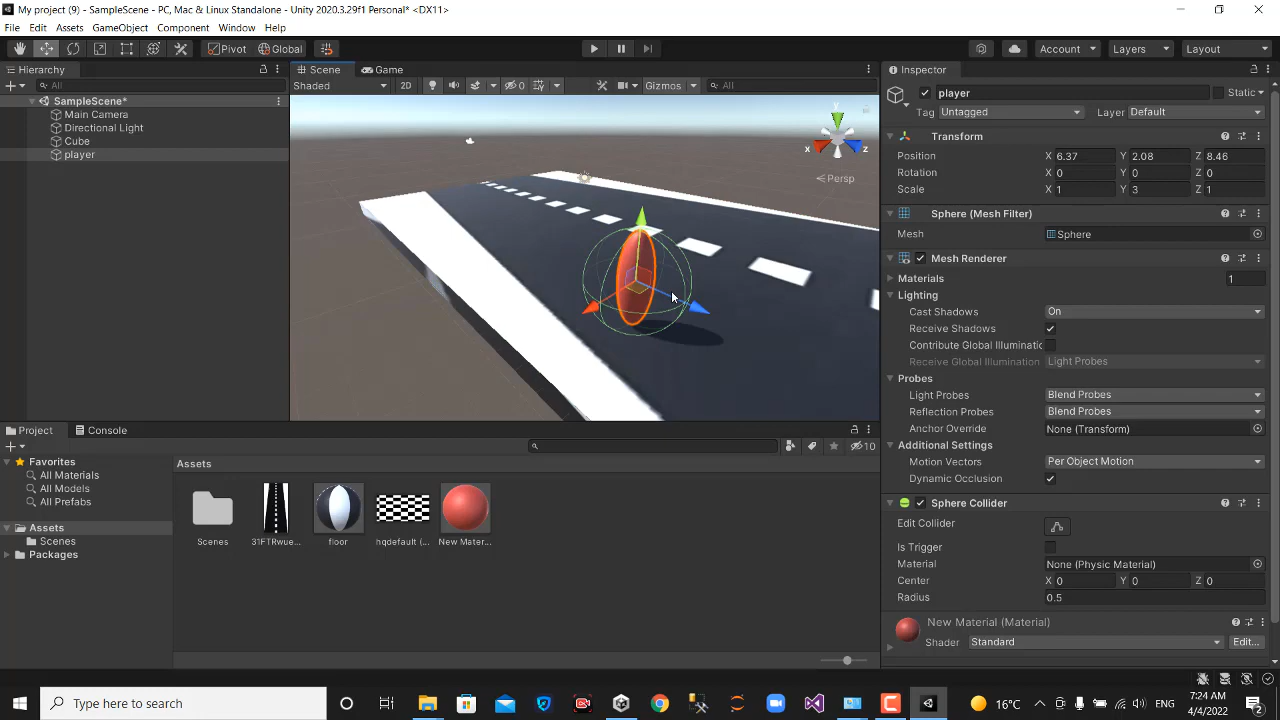 My project (9) - SampleScene - PC, Mac & Linux Standalone - Unity 2020.3.29f1 Personal* <DX11>
File Edit Assets GameObject Component Window Help
Pivot Global Account Layers Layout
Hierarchy
All
SampleScene*
Main Camera
Directional Light
Cube
player
Scene Game
Shaded 2D 0 Gizmos All
y
x z
Persp
Inspector
player Static
Tag Untagged Layer Default
Transform
Position X 6.37 Y 2.08 Z 8.46
Rotation X 0 Y 0 Z 0
Scale X 1 Y 3 Z 1
Sphere (Mesh Filter)
Mesh Sphere
Mesh Renderer
Materials 1
Lighting
Cast Shadows On
Receive Shadows
Contribute Global Illuminatic
Receive Global Illumination Light Probes
Probes
Light Probes Blend Probes
Reflection Probes Blend Probes
Anchor Override None (Transform)
Additional Settings
Motion Vectors Per Object Motion
Dynamic Occlusion
Sphere Collider
Edit Collider
Is Trigger
Material None (Physic Material)
Center X 0 Y 0 Z 0
Radius 0.5
New Material (Material)
Shader Standard Edit...
Project Console
10
Favorites
All Materials
All Models
All Prefabs
Assets
Scenes
Packages
Assets
Scenes 31FTRwue... floor hqdefault (... New Mater...
Type here to search
16°C
7:24 AM
4/4/2022